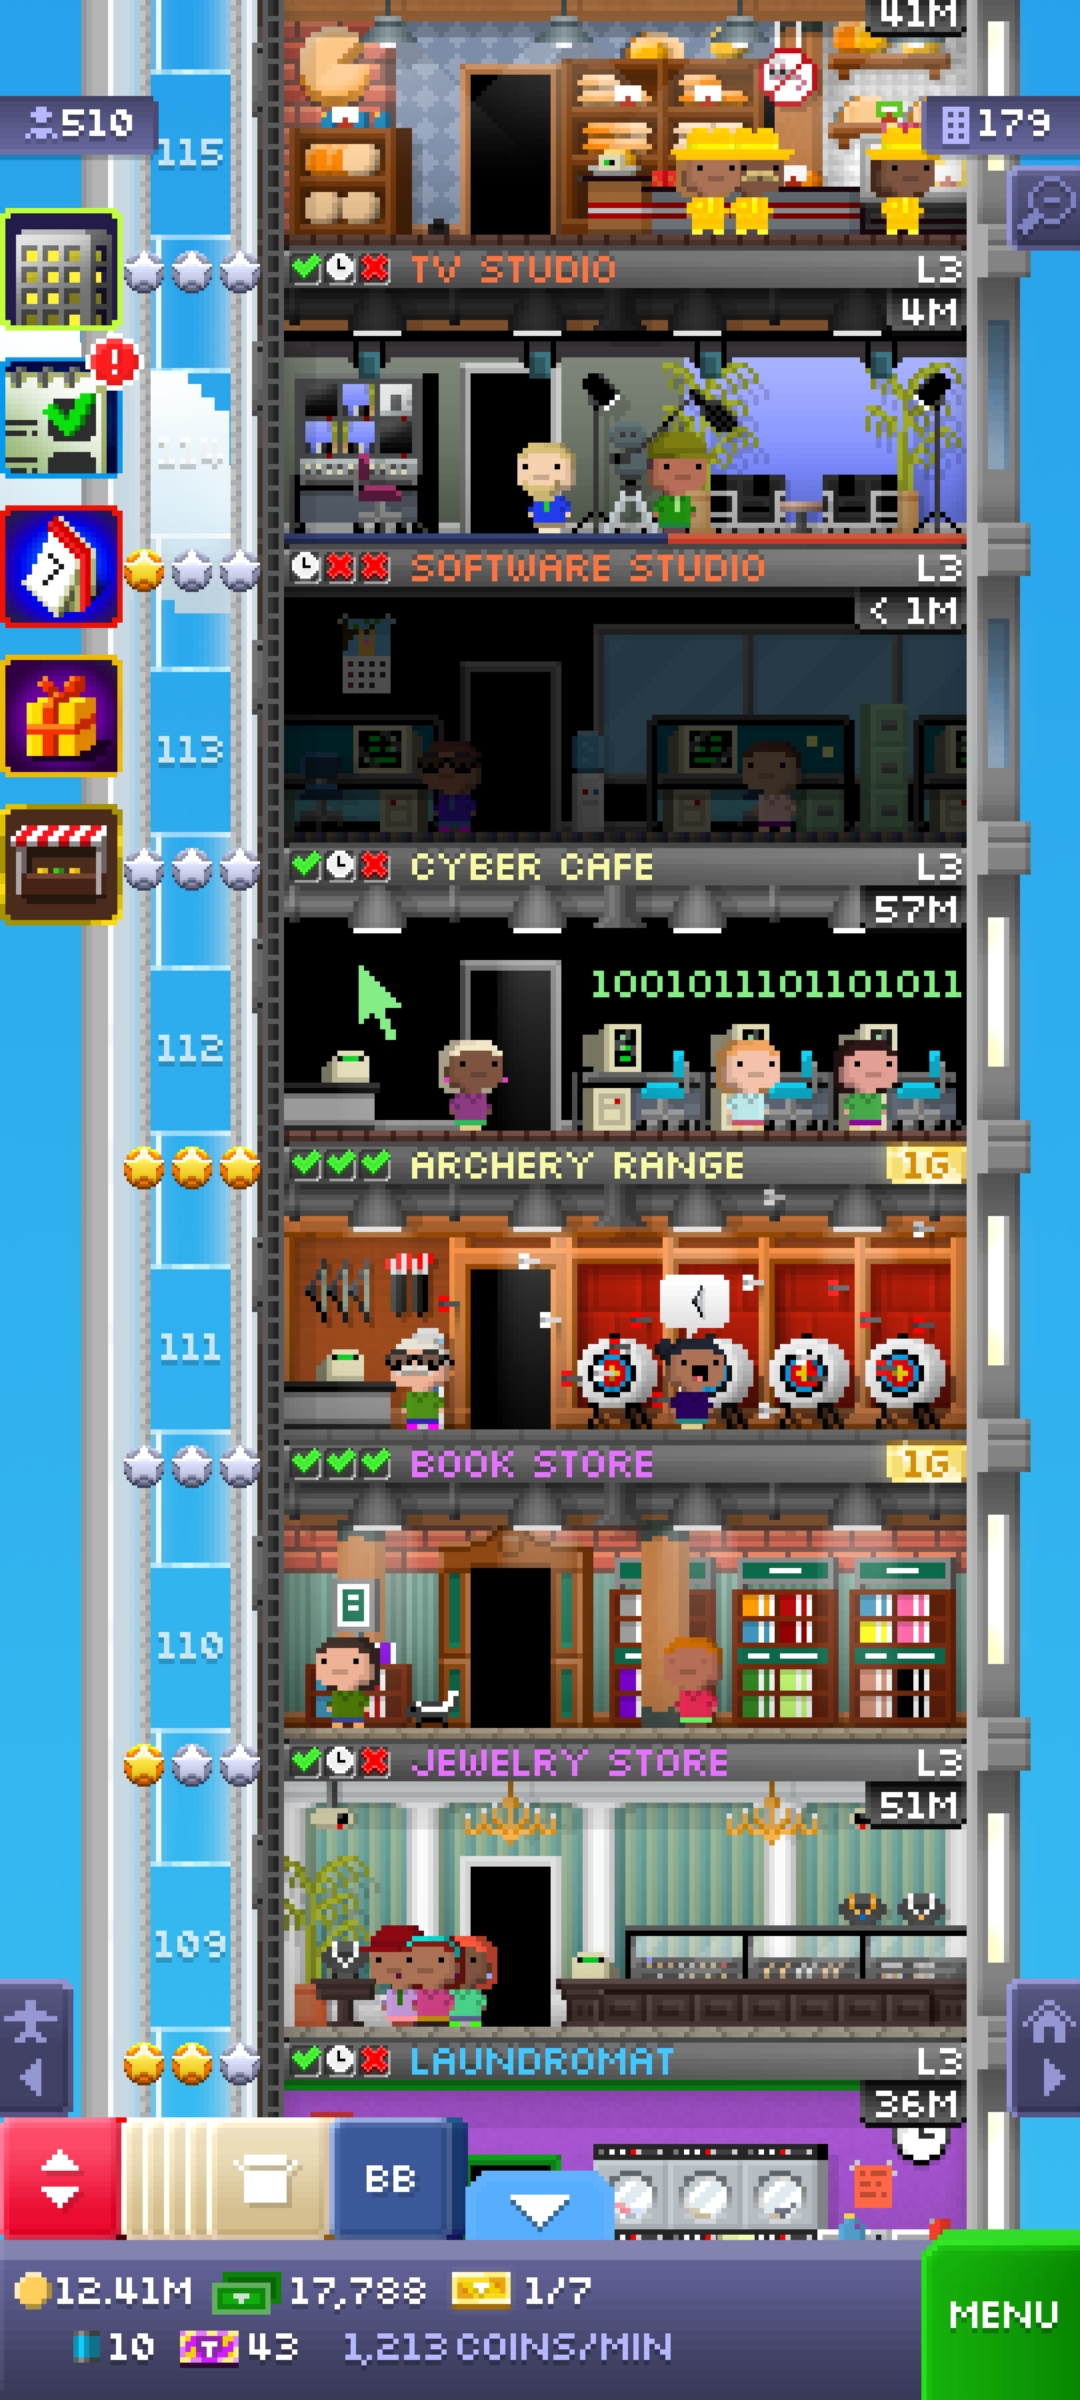 41M
510
179
115
TV STUDIO
L3
4M
114
7
SOFTWARE STUDIO
L3
< 1M
113
CYBER CAFE
L3
57M
1001011101101011
112
ARCHERY RANGE
1G
111
BOOK STORE
1G
110
JEWELRY STORE
L3
51M
109
LAUNDROMAT
L3
36M
BB
12.41M
17,788
1/7
MENU
10
T
43
1,213 COINS/MIN